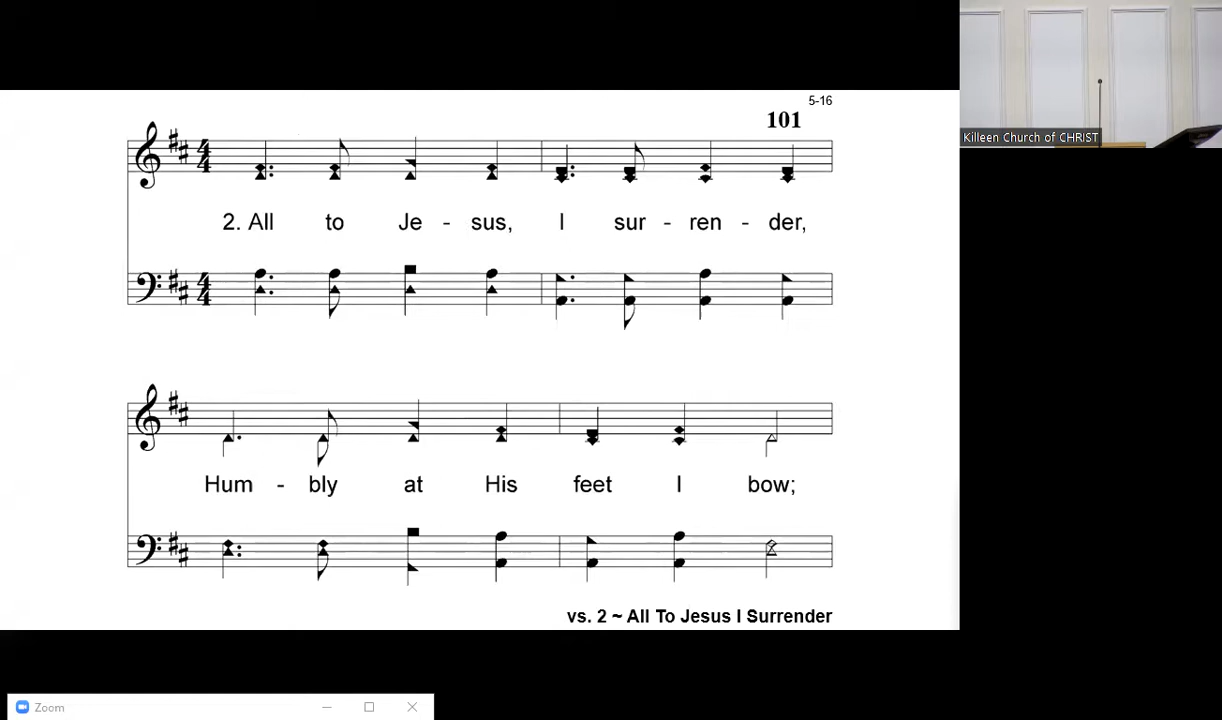 5-16
101
Killeen Church of CHRIST
2. All to Je - sus, I sur - ren - der,
Hum - bly at His feet I bow;
vs. 2 ~ All To Jesus I Surrender
Zoom